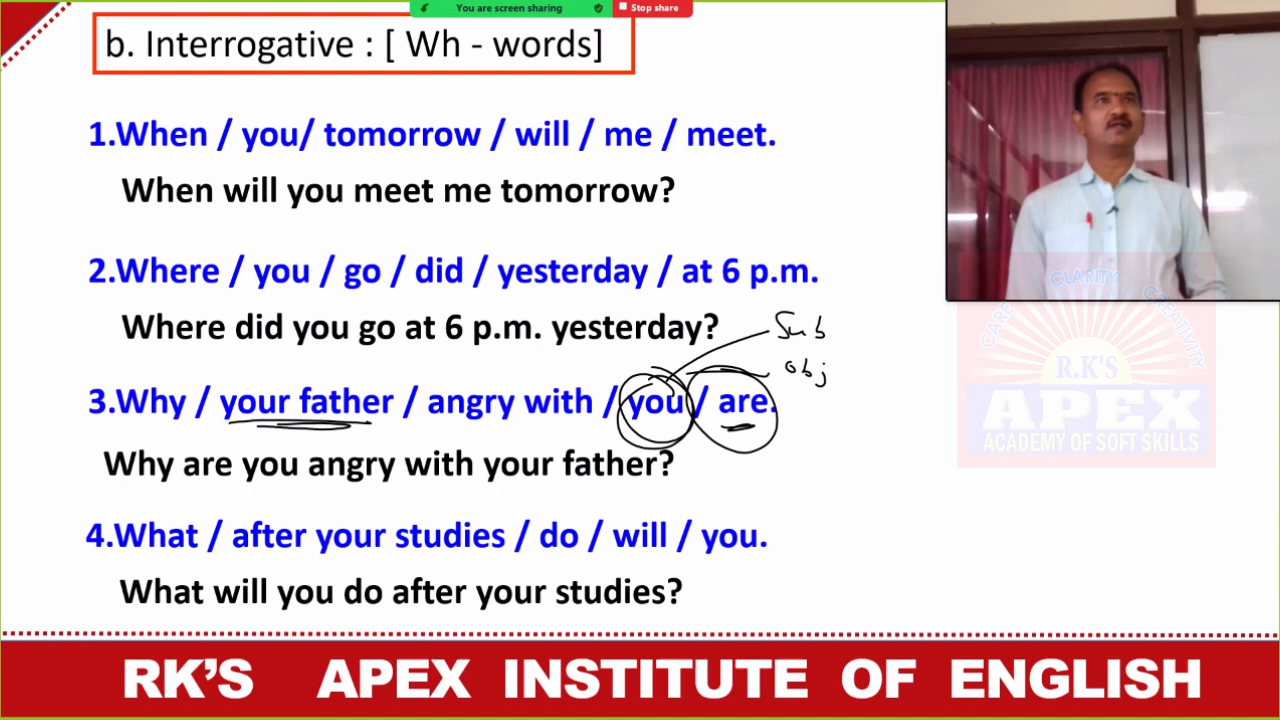 You are screen sharing
Stop share
b. Interrogative : [ Wh - words]
1.When / you/ tomorrow / will / me / meet.
When will you meet me tomorrow?
2.Where / you / go / did / yesterday / at 6 p.m.
Where did you go at 6 p.m. yesterday?
Sub
obj
3.Why / your father / angry with / you / are.
Why are you angry with your father?
4.What / after your studies / do / will / you.
What will you do after your studies?
CARE
CLARITY
CREATIVITY
R.K'S
APEX
ACADEMY OF SOFT SKILLS
RK'S APEX INSTITUTE OF ENGLISH